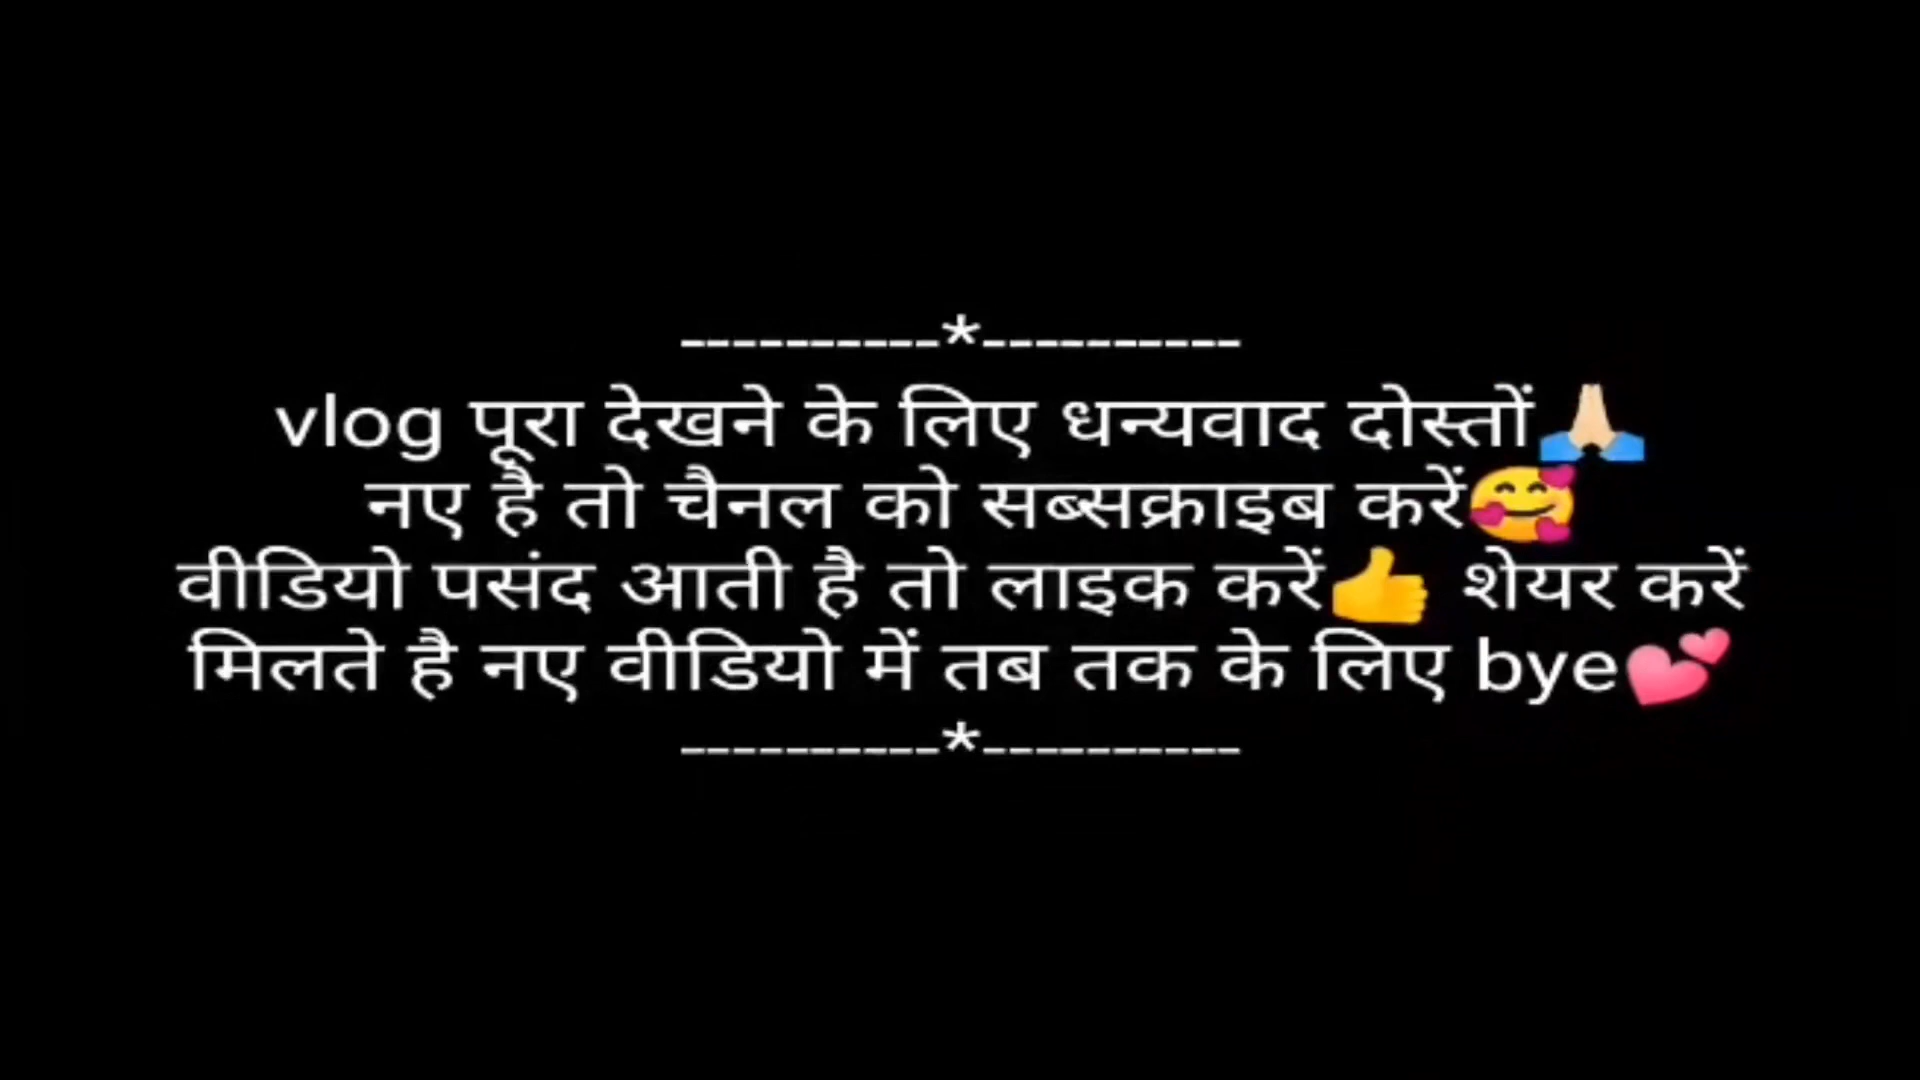 ----------*----------
vlog पूरा देखने के लिए धन्यवाद दोस्तों🙏🏻
नए है तो चैनल को सब्सक्राइब करें🥰
वीडियो पसंद आती है तो लाइक करें👍 शेयर करें
मिलते है नए वीडियो में तब तक के लिए bye💕
----------*----------